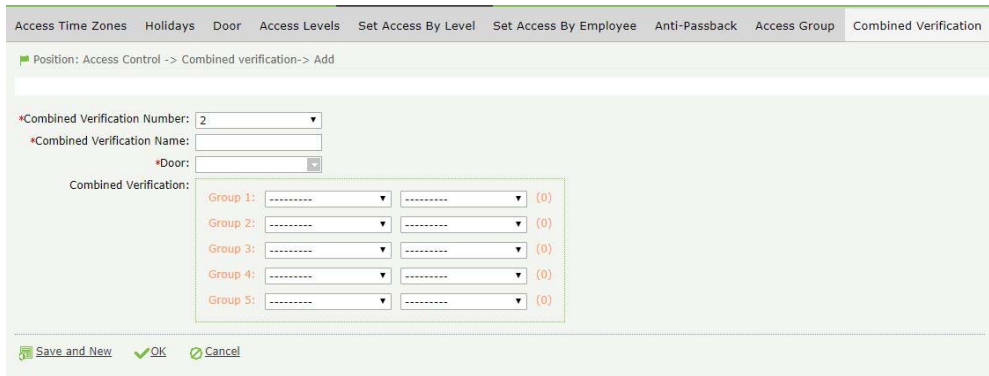 Access Time Zones Holidays Door Access Levels Set Access By Level Set Access By Employee Anti-Passback Access Group Combined Verification
Position: Access Control -> Combined verification-> Add
*Combined Verification Number: 2
*Combined Verification Name:
*Door:
Combined Verification:
Group 1: --------- --------- (0)
Group 2: --------- --------- (0)
Group 3: --------- --------- (0)
Group 4: --------- --------- (0)
Group 5: --------- --------- (0)
Save and New OK Cancel